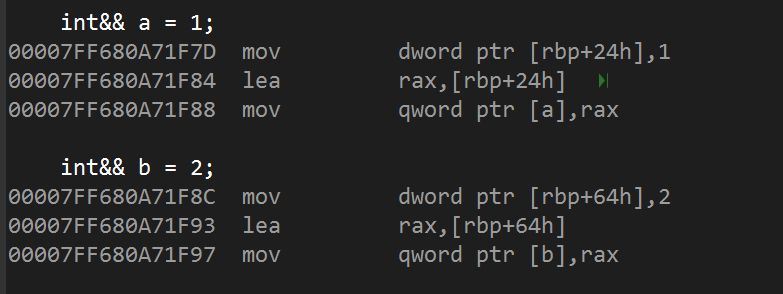 int&& a = 1;
00007FF680A71F7D mov dword ptr [rbp+24h],1
00007FF680A71F84 lea rax,[rbp+24h]
00007FF680A71F88 mov qword ptr [a],rax
int&& b = 2;
00007FF680A71F8C mov dword ptr [rbp+64h],2
00007FF680A71F93 lea rax,[rbp+64h]
00007FF680A71F97 mov qword ptr [b],rax